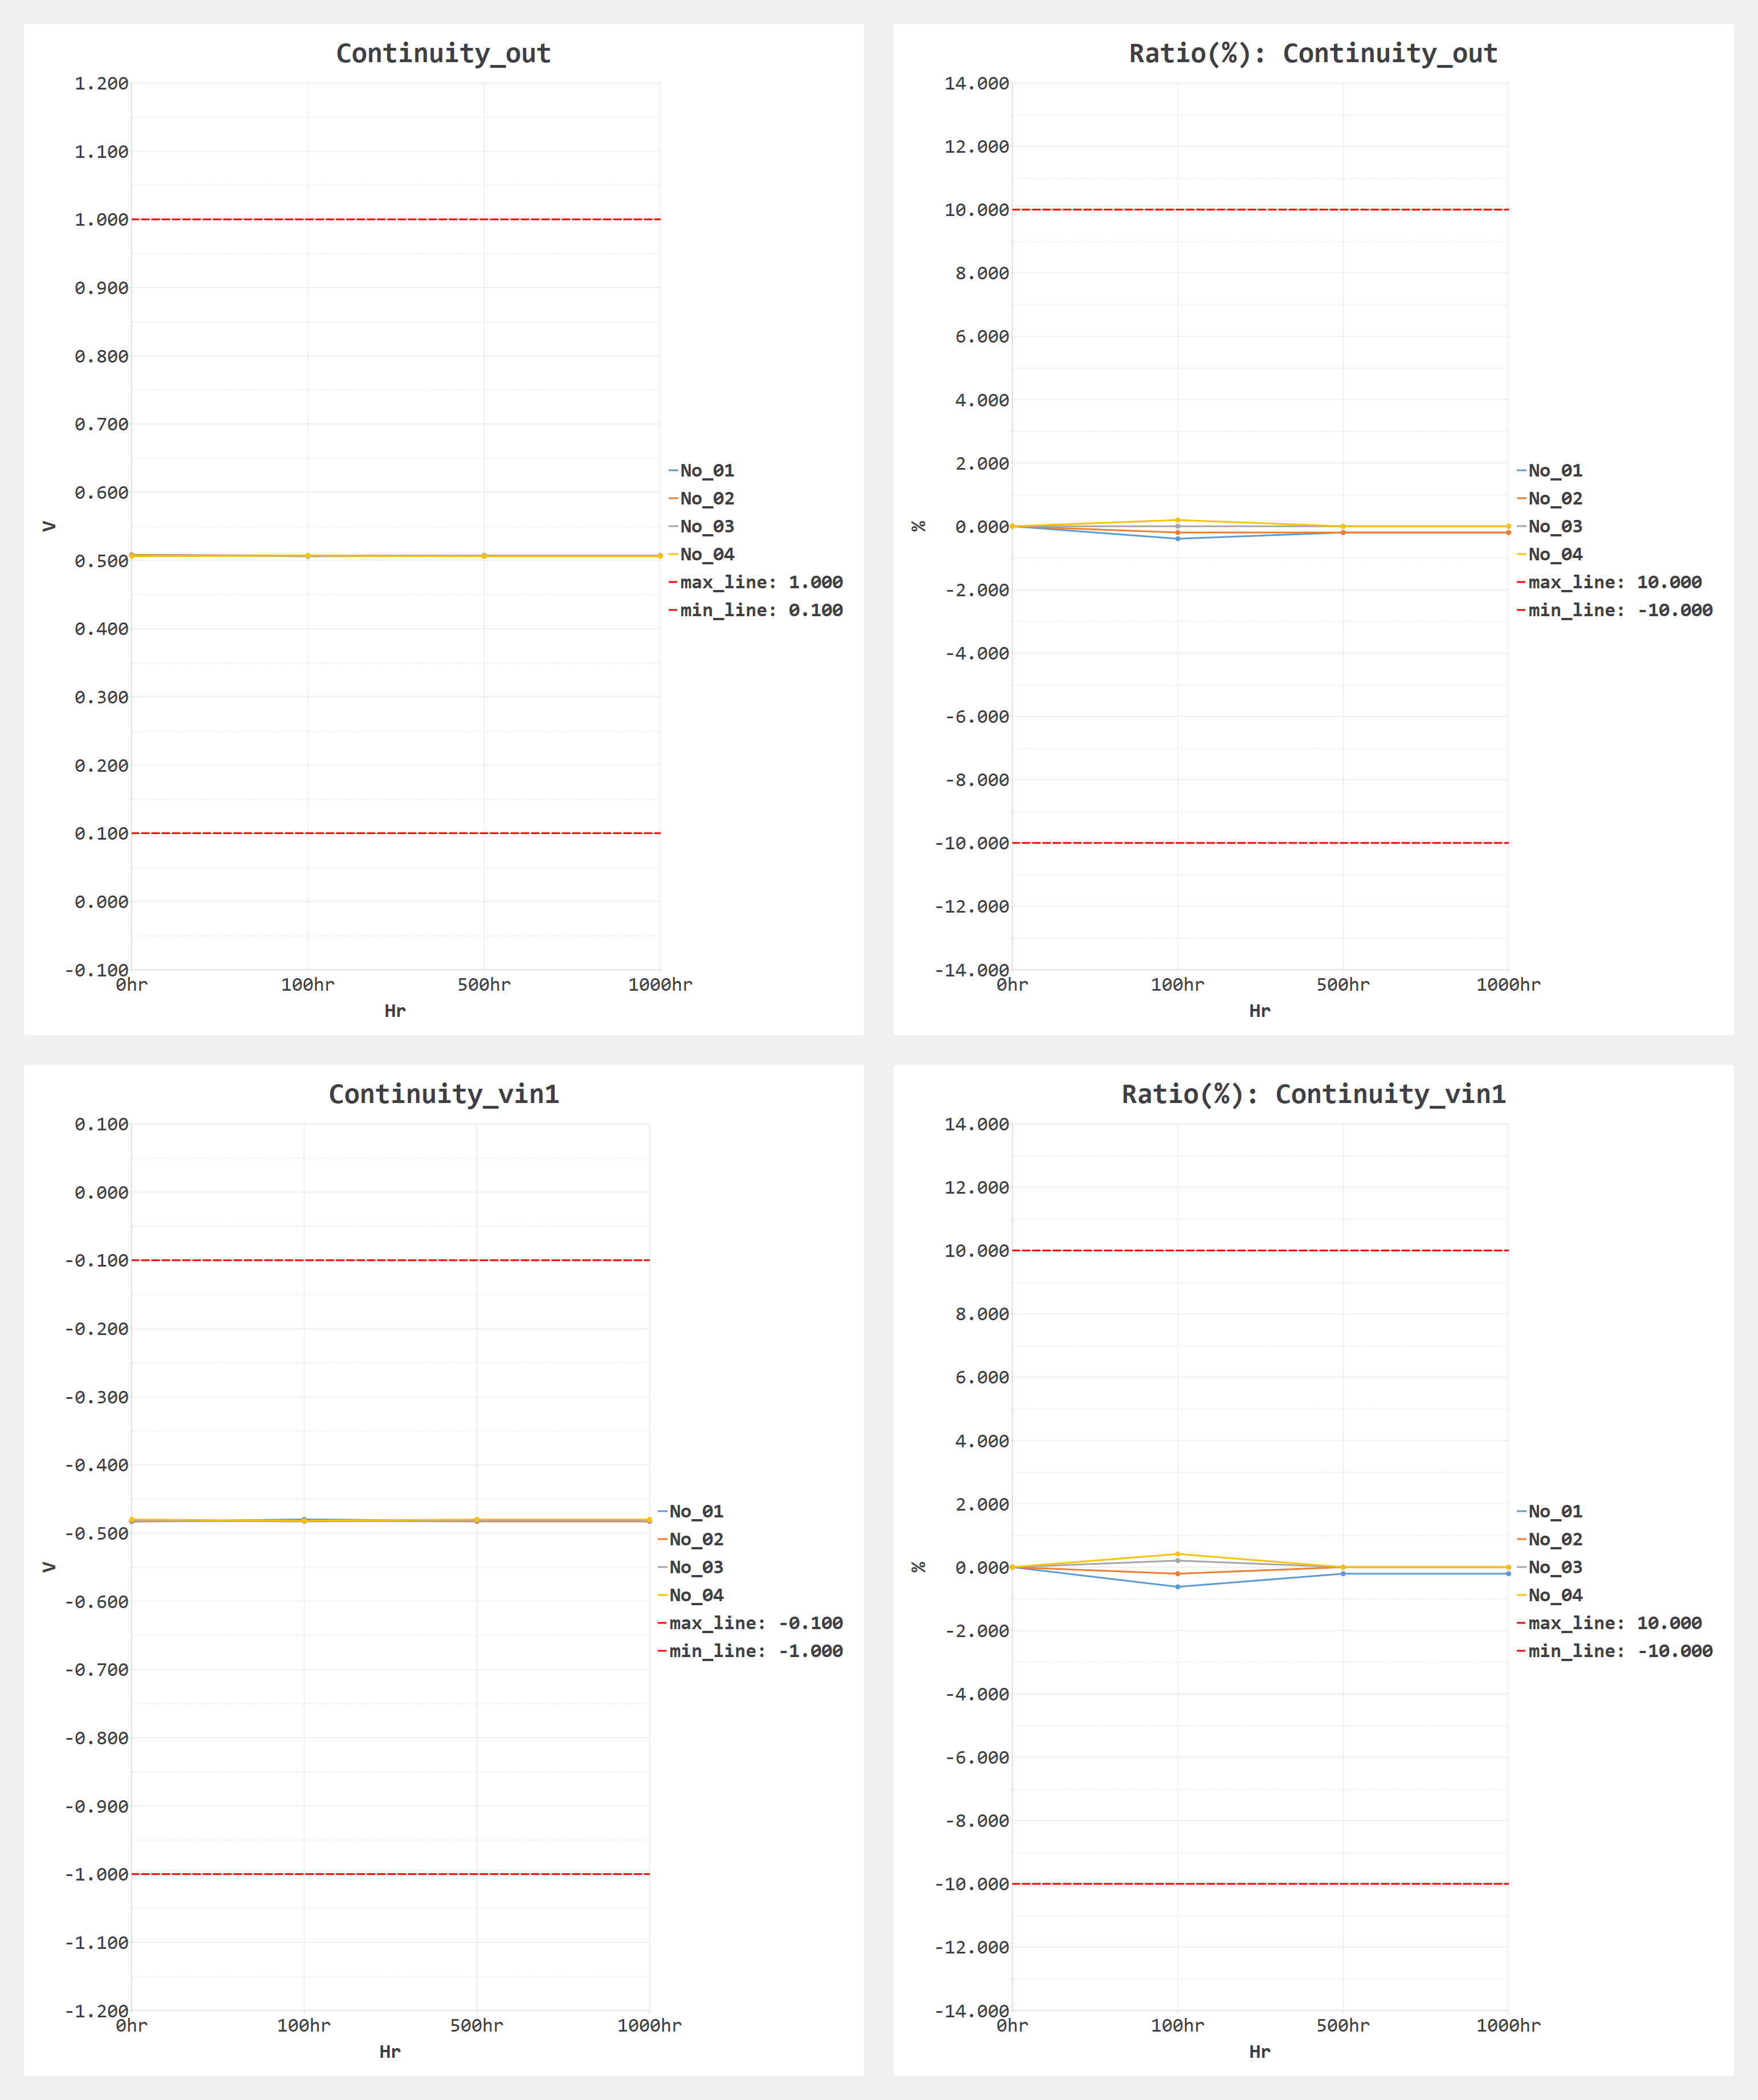 Continuity_out
1.200
1.100
1.000
0.900
0.800
0.700
0.600
0.500
0.400
0.300
0.200
0.100
0.000
-0.100
V
0hr 100hr 500hr 1000hr
Hr
No_01
No_02
No_03
No_04
max_line: 1.000
min_line: 0.100
Ratio(%): Continuity_out
14.000
12.000
10.000
8.000
6.000
4.000
2.000
0.000
-2.000
-4.000
-6.000
-8.000
-10.000
-12.000
-14.000
%
0hr 100hr 500hr 1000hr
Hr
No_01
No_02
No_03
No_04
max_line: 10.000
min_line: -10.000
Continuity_vin1
0.100
0.000
-0.100
-0.200
-0.300
-0.400
-0.500
-0.600
-0.700
-0.800
-0.900
-1.000
-1.100
-1.200
V
0hr 100hr 500hr 1000hr
Hr
No_01
No_02
No_03
No_04
max_line: -0.100
min_line: -1.000
Ratio(%): Continuity_vin1
14.000
12.000
10.000
8.000
6.000
4.000
2.000
0.000
-2.000
-4.000
-6.000
-8.000
-10.000
-12.000
-14.000
%
0hr 100hr 500hr 1000hr
Hr
No_01
No_02
No_03
No_04
max_line: 10.000
min_line: -10.000